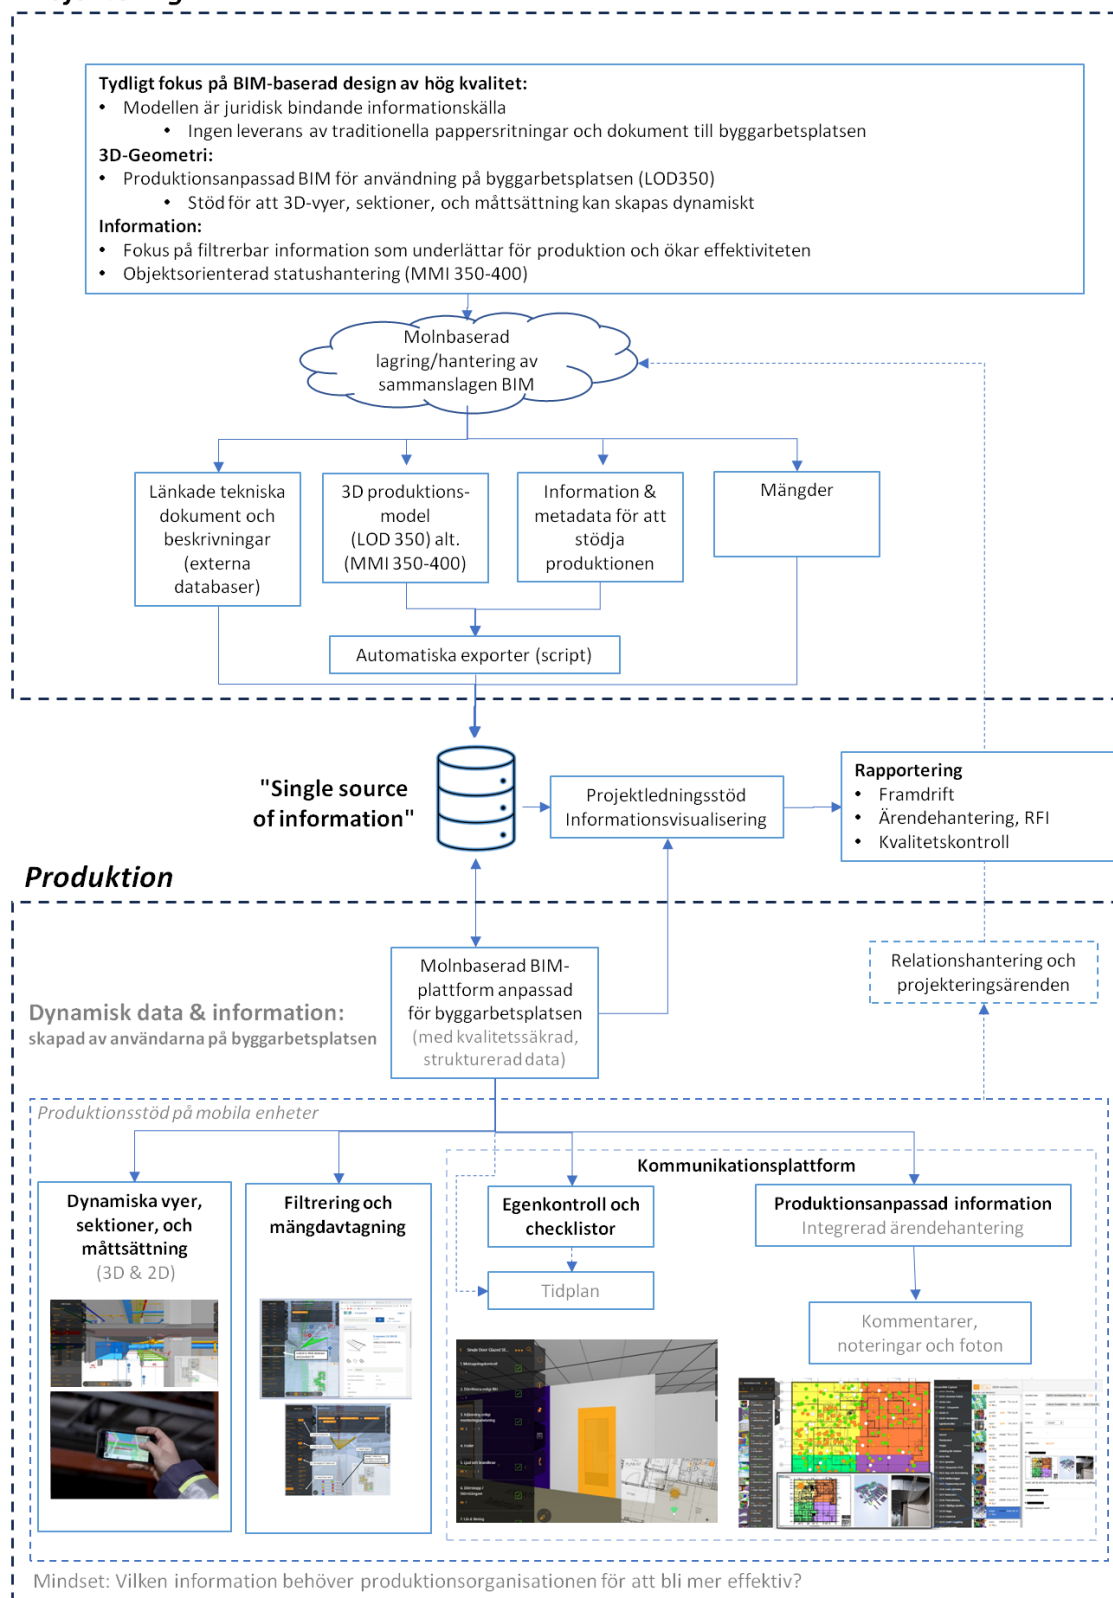 Tydligt fokus på BIM-baserad design av hög kvalitet:
• Modellen är juridisk bindande informationskälla
• Ingen leverans av traditionella pappersritningar och dokument till byggarbetsplatsen
3D-Geometri:
• Produktionsanpassad BIM för användning på byggarbetsplatsen (LOD350)
• Stöd för att 3D-vyer, sektioner, och måttsättning kan skapas dynamiskt
Information:
• Fokus på filtrerbar information som underlättar för produktion och ökar effektiviteten
• Objektsorienterad statushantering (MMI 350-400)
Molnbaserad
lagring/hantering av
sammanslagen BIM
Länkade tekniska
dokument och
beskrivningar
(externa
databaser)
3D produktions-
model
(LOD 350) alt.
(MMI 350-400)
Information &
metadata för att
stödja
produktionen
Mängder
Automatiska exporter (script)
"Single source
of information"
Projektledningsstöd
Informationsvisualisering
Rapportering
• Framdrift
• Ärendehantering, RFI
• Kvalitetskontroll
Produktion
Molnbaserad BIM-
plattform anpassad
för byggarbetsplatsen
(med kvalitetssäkrad,
strukturerad data)
Relationshantering och
projekteringsärenden
Dynamisk data & information:
skapad av användarna på byggarbetsplatsen
Produktionsstöd på mobila enheter
Kommunikationsplattform
Dynamiska vyer,
sektioner, och
måttsättning
(3D & 2D)
Filtrering och
mängdavtagning
Egenkontroll och
checklistor
Tidplan
Produktionsanpassad information
Integrerad ärendehantering
Kommentarer,
noteringar och foton
Mindset: Vilken information behöver produktionsorganisationen för att bli mer effektiv?